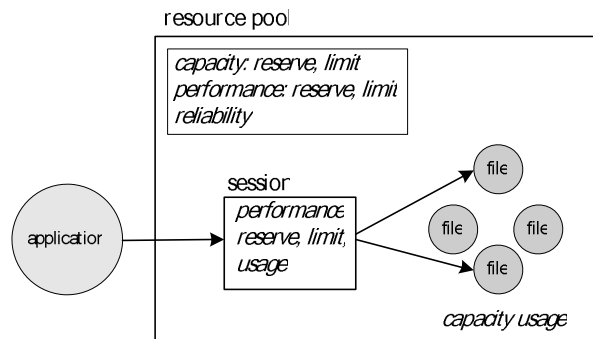 resource pool
capacity: reserve, limit
performance: reserve, limit
reliability
session
performance
reserve, limit,
usage
application
file
file
file
file
capacity usage